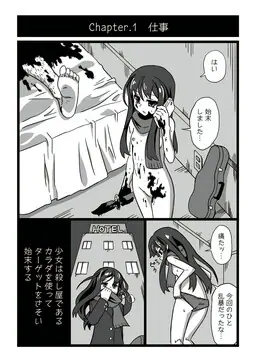 Chapter.1 仕事
はい
始末
しました…
HOTEL
痛たッ…
今回のひと
乱暴だったな…
少女は殺し屋である
カラダを使って
ターゲットをさそい
始末する